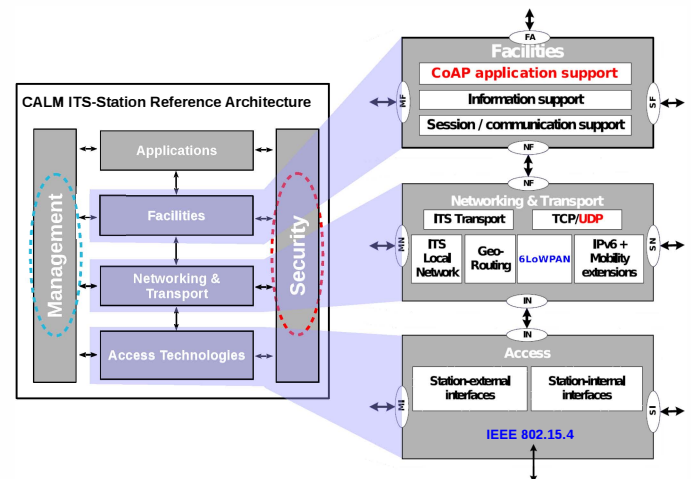 CALM ITS-Station Reference Architecture
Management
Applications
Facilities
Networking &
Transport
Access Technologies
Security
FA
Facilities
CoAP application support
Information support
Session / communication support
MF
SF
NF
NF
Networking & Transport
ITS Transport
TCP/UDP
ITS
Local
Network
Geo-
Routing
6LoWPAN
IPv6 +
Mobility
extensions
MN
SN
IN
IN
Access
Station-external
interfaces
Station-internal
interfaces
IEEE 802.15.4
MI
SI